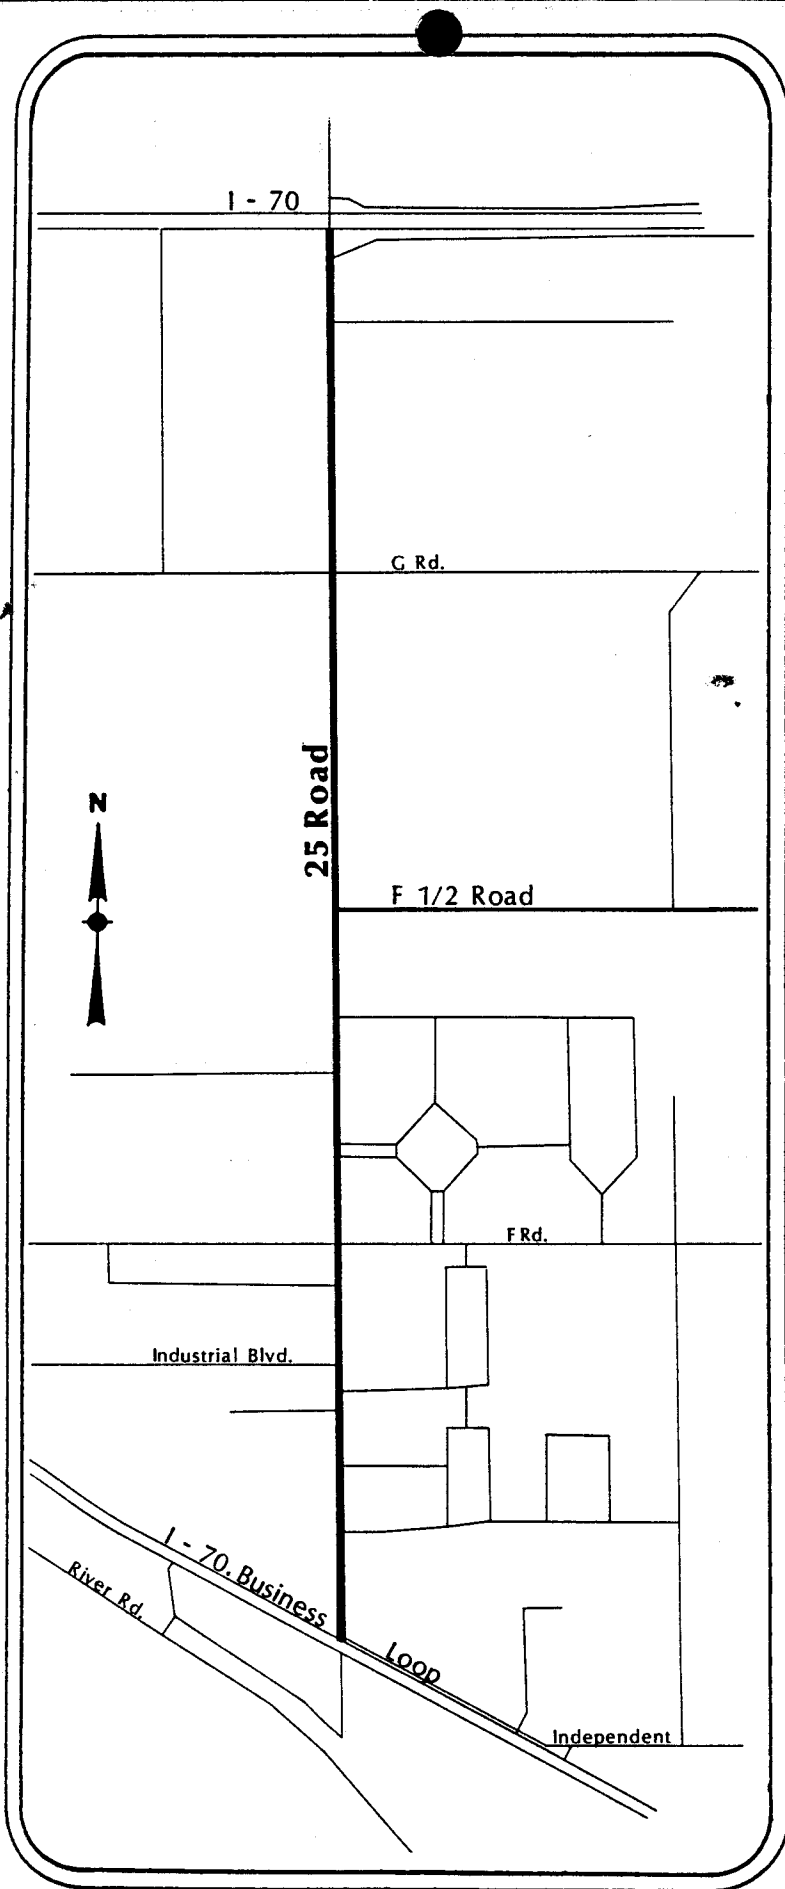 I - 70
G Rd.
25 Road
N
F 1/2 Road
F Rd.
Industrial Blvd.
I - 70. Business Loop
River Rd.
Independent